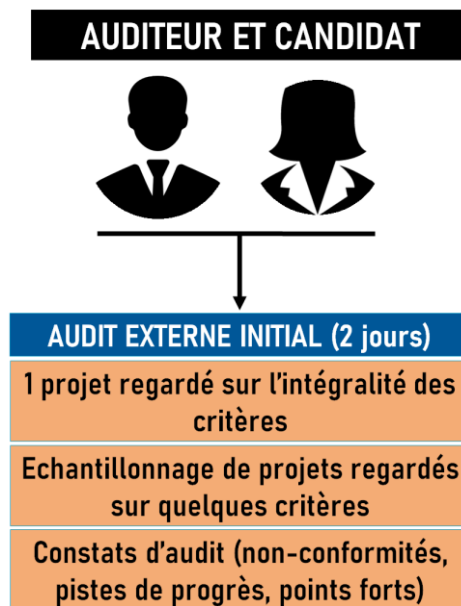 AUDITEUR ET CANDIDAT
AUDIT EXTERNE INITIAL (2 jours)
1 projet regardé sur l'intégralité des
critères
Echantillonnage de projets regardés
sur quelques critères
Constats d'audit (non-conformités,
pistes de progrès, points forts)